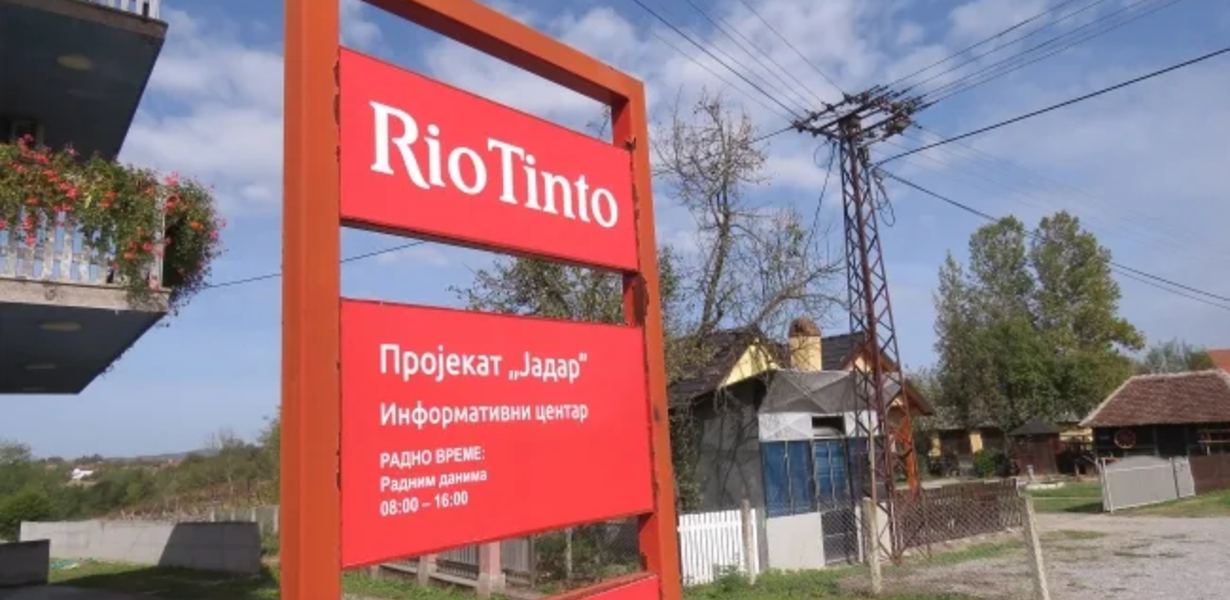 RioTinto
Пројекат „Јадар“
Информативни центар
РАДНО ВРЕМЕ:
Радним данима
08:00 – 16:00